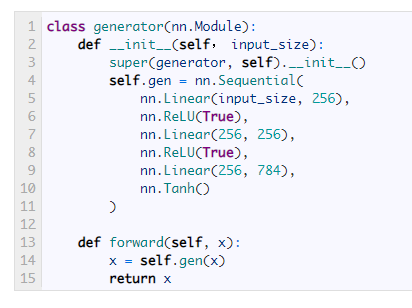 1 class generator(nn.Module):
2     def __init__(self， input_size):
3         super(generator, self).__init__()
4         self.gen = nn.Sequential(
5             nn.Linear(input_size, 256),
6             nn.ReLU(True),
7             nn.Linear(256, 256),
8             nn.ReLU(True),
9             nn.Linear(256, 784),
10             nn.Tanh()
11         )
12
13     def forward(self, x):
14         x = self.gen(x)
15         return x